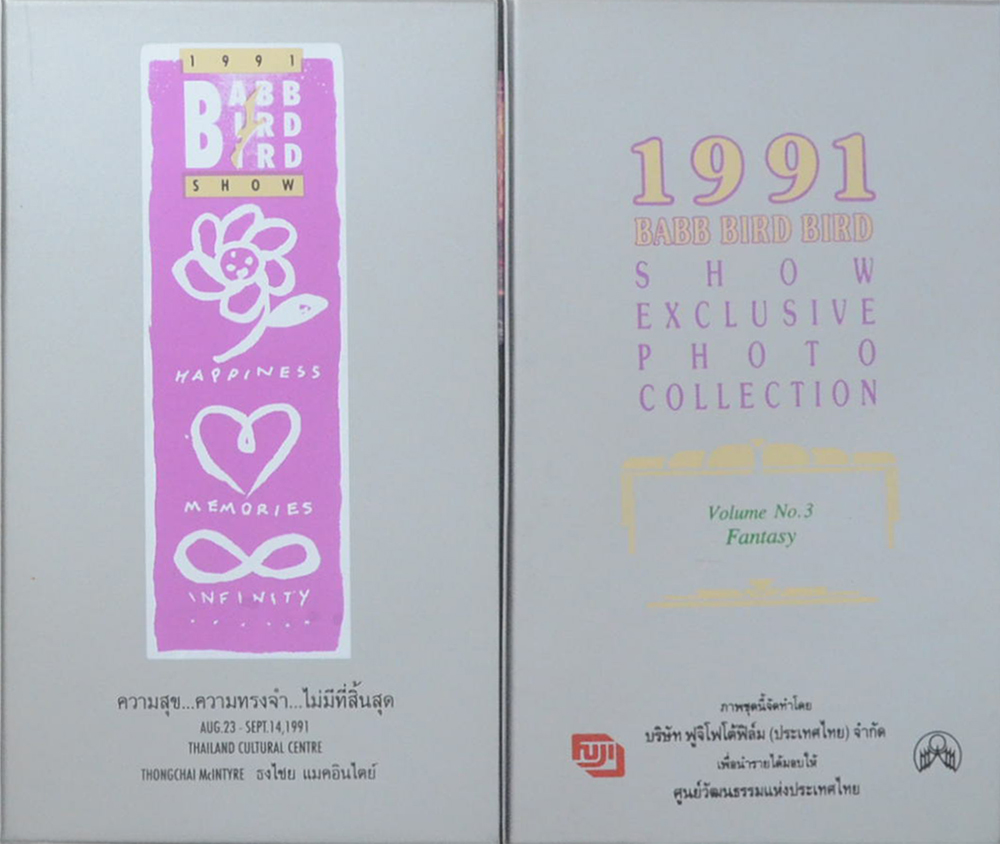 1991
BABB
BIRD
BIRD
SHOW
HAPPINESS
MEMORIES
INFINITY
ความสุข...ความทรงจำ...ไม่มีที่สิ้นสุด
AUG.23 - SEPT.14,1991
THAILAND CULTURAL CENTRE
THONGCHAI McINTYRE ธงไชย แมคอินไตย์
1991
BABB BIRD BIRD
SHOW
EXCLUSIVE
PHOTO
COLLECTION
Volume No.3
Fantasy
ภาพชุดนี้จัดทำโดย
บริษัท ฟูจิโฟโต้ฟิล์ม (ประเทศไทย) จำกัด
เพื่อนำรายได้มอบให้
ศูนย์วัฒนธรรมแห่งประเทศไทย
FUJI